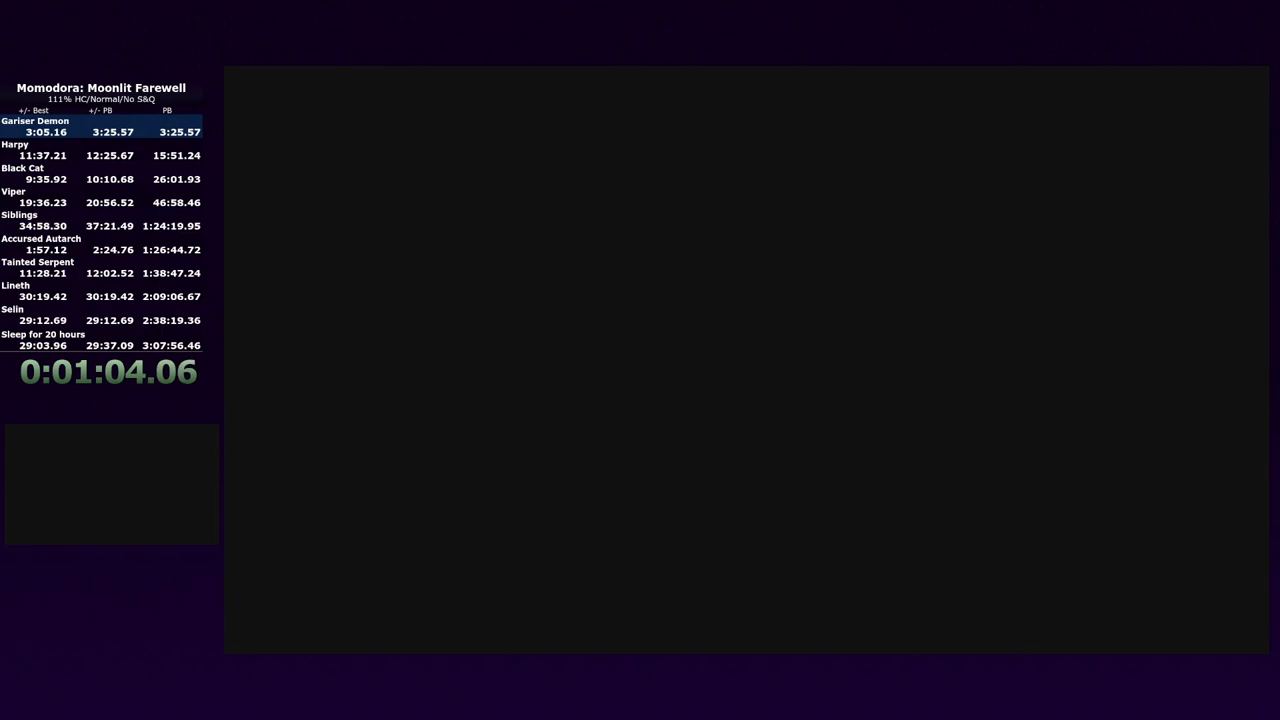 Momodora: Moonlit Farewell
111% HC/Normal/No S&Q
+/- Best +/- PB PB
Gariser Demon
3:05.16 3:25.57 3:25.57
Harpy
11:37.21 12:25.67 15:51.24
Black Cat
9:35.92 10:10.68 26:01.93
Viper
19:36.23 20:56.52 46:58.46
Siblings
34:58.30 37:21.49 1:24:19.95
Accursed Autarch
1:57.12 2:24.76 1:26:44.72
Tainted Serpent
11:28.21 12:02.52 1:38:47.24
Lineth
30:19.42 30:19.42 2:09:06.67
Selin
29:12.69 29:12.69 2:38:19.36
Sleep for 20 hours
29:03.96 29:37.09 3:07:56.46
0:01:04.06